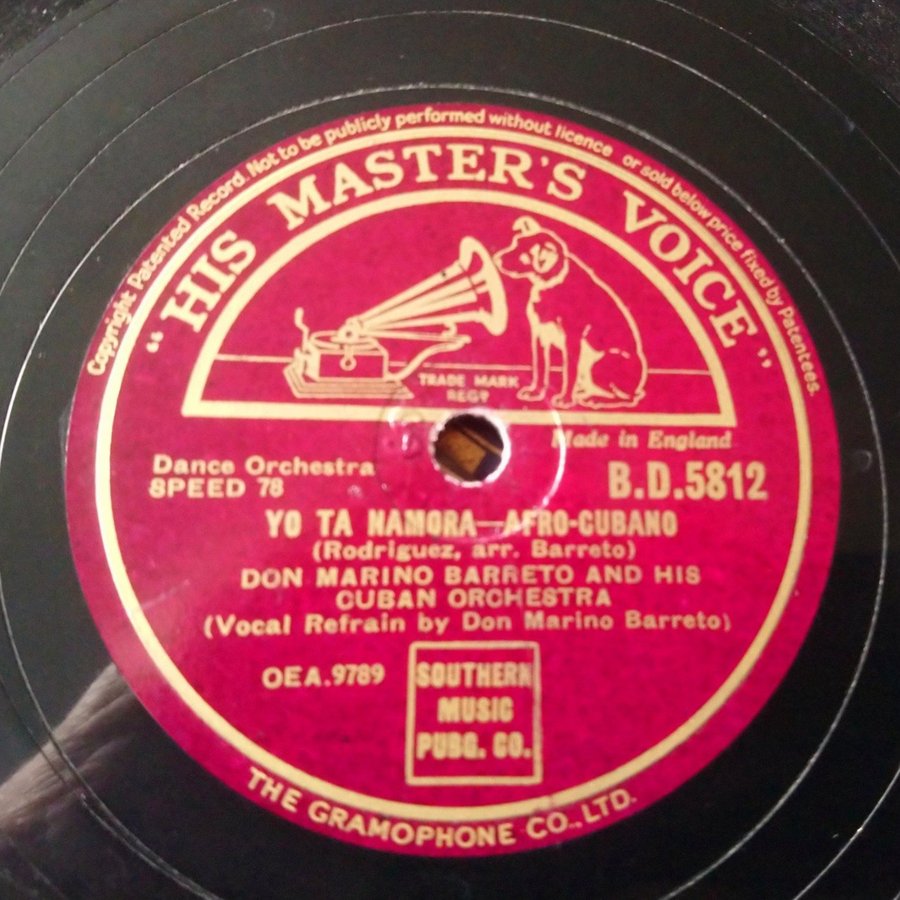 Copyright Patented Record. Not to be publicly performed without licence or sold below price fixed by Patentees.
"HIS MASTER'S VOICE"
TRADE MARK
REGD
Made in England
Dance Orchestra
B.D.5812
SPEED 78
YO TA NAMORA—AFRO-CUBANO
(Rodriguez, arr. Barreto)
DON MARINO BARRETO AND HIS
CUBAN ORCHESTRA
(Vocal Refrain by Don Marino Barreto)
OEA.9789
SOUTHERN
MUSIC
PUBG. CO.
THE GRAMOPHONE CO., LTD.